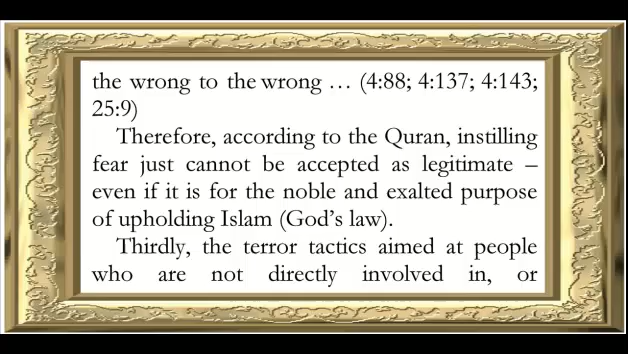 the wrong to the wrong … (4:88; 4:137; 4:143;
25:9)
Therefore, according to the Quran, instilling
fear just cannot be accepted as legitimate –
even if it is for the noble and exalted purpose
of upholding Islam (God’s law).
Thirdly, the terror tactics aimed at people
who are not directly involved in, or